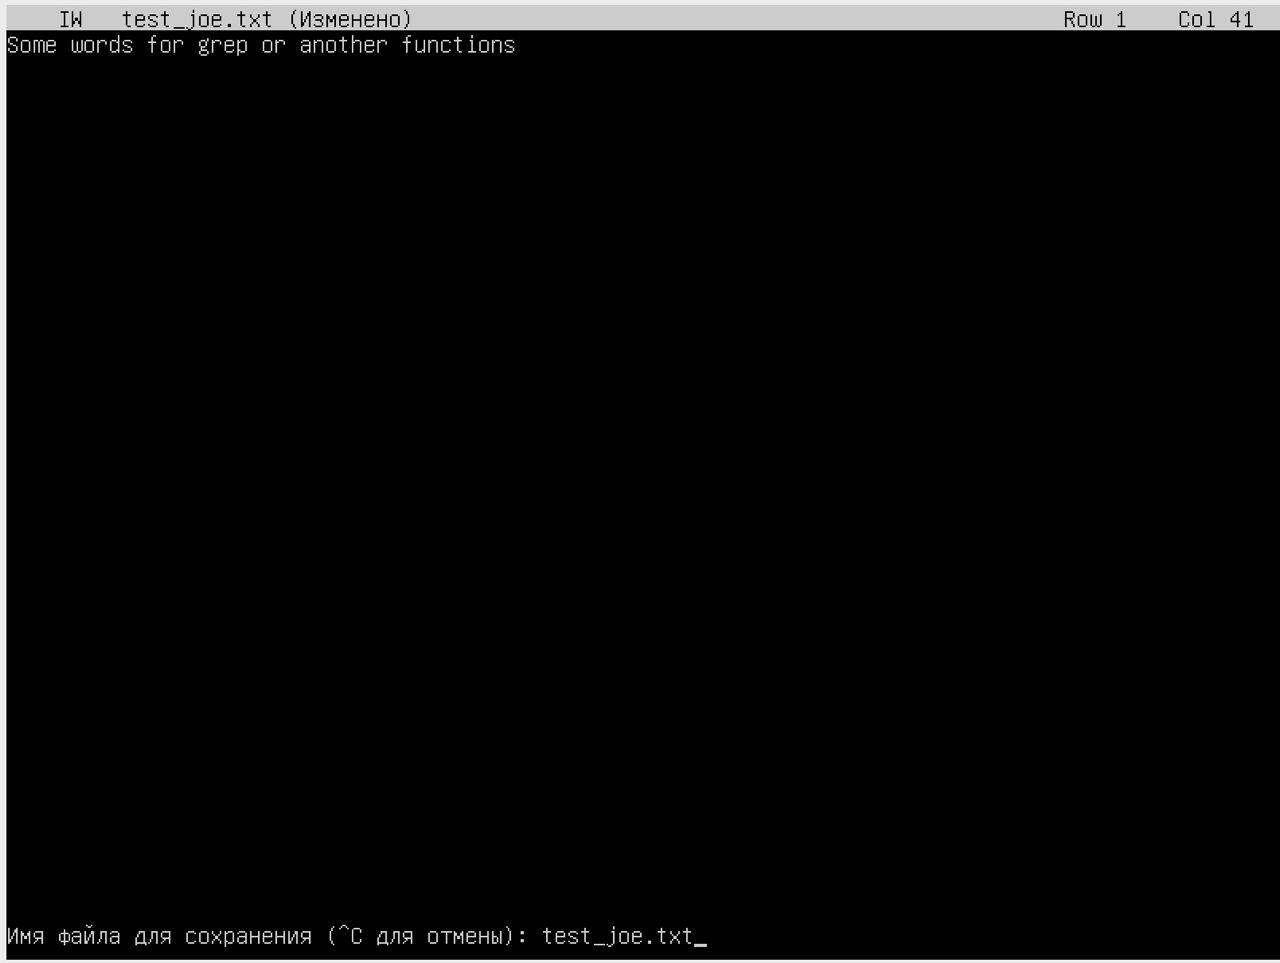 IW test_joe.txt (Изменено) Row 1 Col 41
Some words for grep or another functions
Имя файла для сохранения (^C для отмены): test_joe.txt_